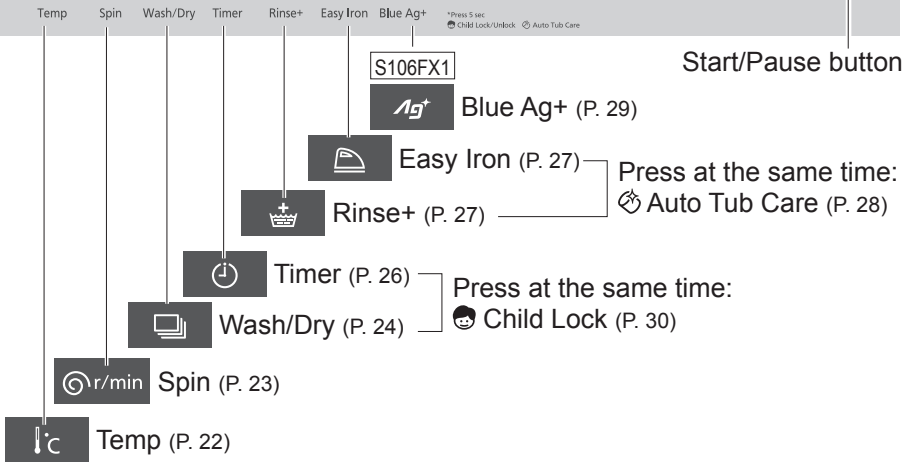 Temp Spin Wash/Dry Timer Rinse+ Easy Iron Blue Ag+ *Press 5 sec
Child Lock/Unlock Auto Tub Care
S106FX1
Start/Pause button
Ag+ Blue Ag+ (P. 29)
Easy Iron (P. 27)
Press at the same time:
Auto Tub Care (P. 28)
Rinse+ (P. 27)
Timer (P. 26)
Press at the same time:
Child Lock (P. 30)
Wash/Dry (P. 24)
r/min Spin (P. 23)
°C Temp (P. 22)